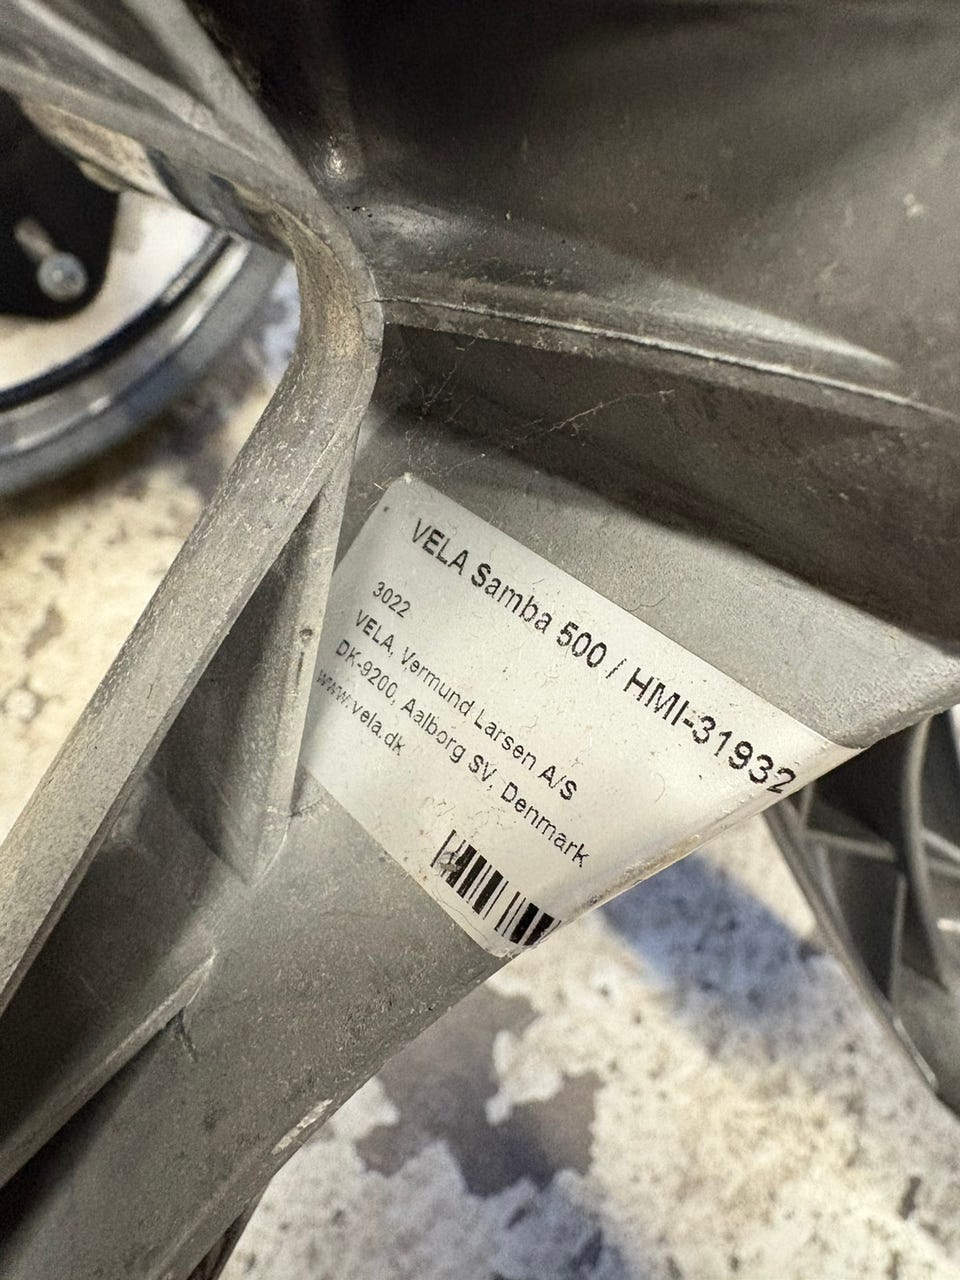 VELA Samba 500 / HMI-31932
3022
VELA, Vermund Larsen A/S
DK-9200, Aalborg SV, Denmark
www.vela.dk